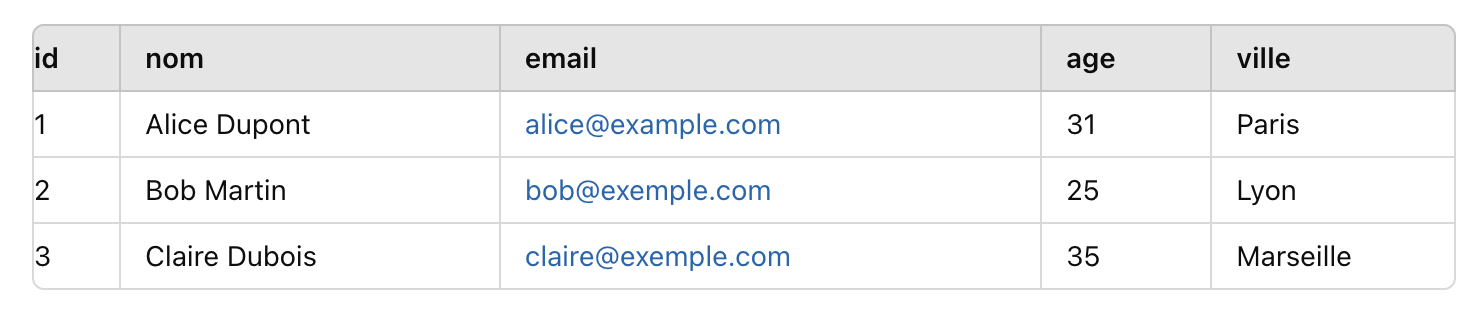 id nom email age ville
1 Alice Dupont alice@example.com 31 Paris
2 Bob Martin bob@exemple.com 25 Lyon
3 Claire Dubois claire@exemple.com 35 Marseille